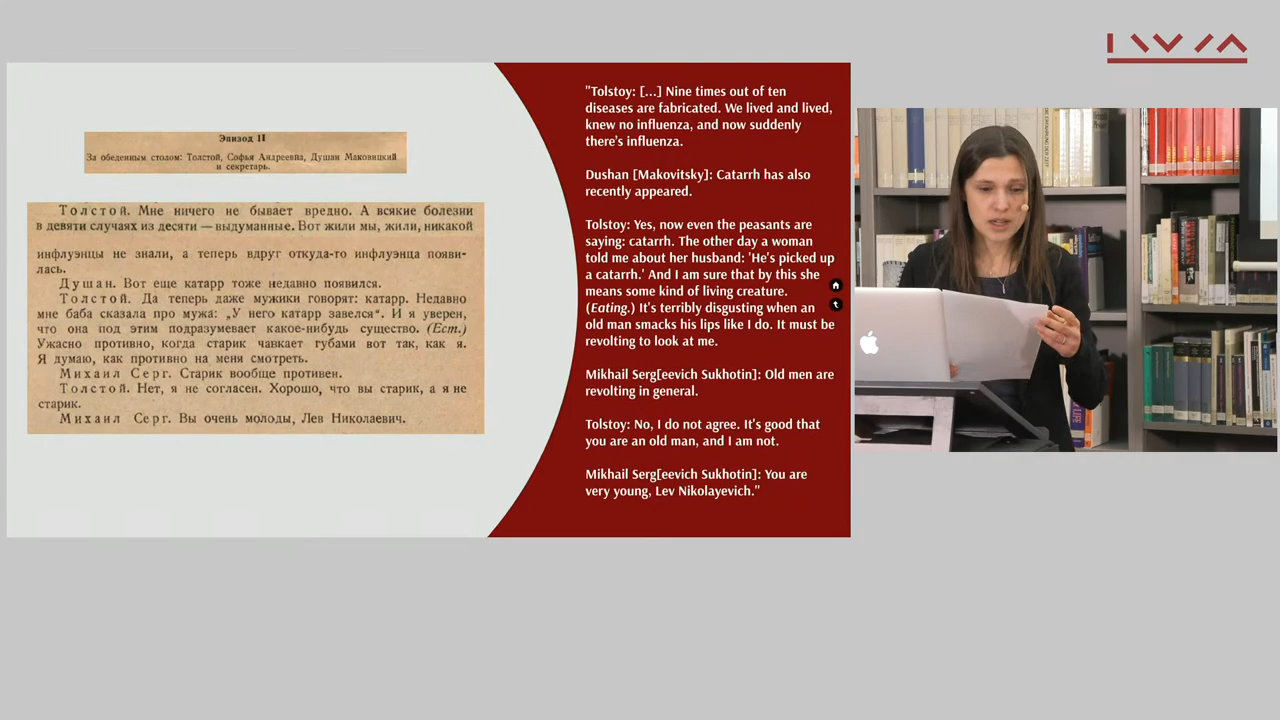 Эпизод II
За обеденным столом: Толстой, Софья Андреевна, Душан Маковицкий
и секретарь.
Толстой. Мне ничего не бывает вредно. А всякие болезни
в девяти случаях из десяти — выдуманные. Вот жили мы, жили, никакой
инфлуэнцы не знали, а теперь вдруг откуда-то инфлуэнца появи-
лась.
Душан. Вот еще катарр тоже недавно появился.
Толстой. Да теперь даже мужики говорят: катарр. Недавно
мне баба сказала про мужа: „У него катарр завелся“. И я уверен,
что она под этим подразумевает какое-нибудь существо. (Ест.)
Ужасно противно, когда старик чавкает губами вот так, как я.
Я думаю, как противно на меня смотреть.
Михаил Серг. Старик вообще противен.
Толстой. Нет, я не согласен. Хорошо, что вы старик, а я не
старик.
Михаил Серг. Вы очень молоды, Лев Николаевич.
"Tolstoy: [...] Nine times out of ten
diseases are fabricated. We lived and lived,
knew no influenza, and now suddenly
there's influenza.
Dushan [Makovitsky]: Catarrh has also
recently appeared.
Tolstoy: Yes, now even the peasants are
saying: catarrh. The other day a woman
told me about her husband: 'He's picked up
a catarrh.' And I am sure that by this she
means some kind of living creature.
(Eating.) It's terribly disgusting when an
old man smacks his lips like I do. It must be
revolting to look at me.
Mikhail Serg[eevich Sukhotin]: Old men are
revolting in general.
Tolstoy: No, I do not agree. It's good that
you are an old man, and I am not.
Mikhail Serg[eevich Sukhotin]: You are
very young, Lev Nikolayevich."